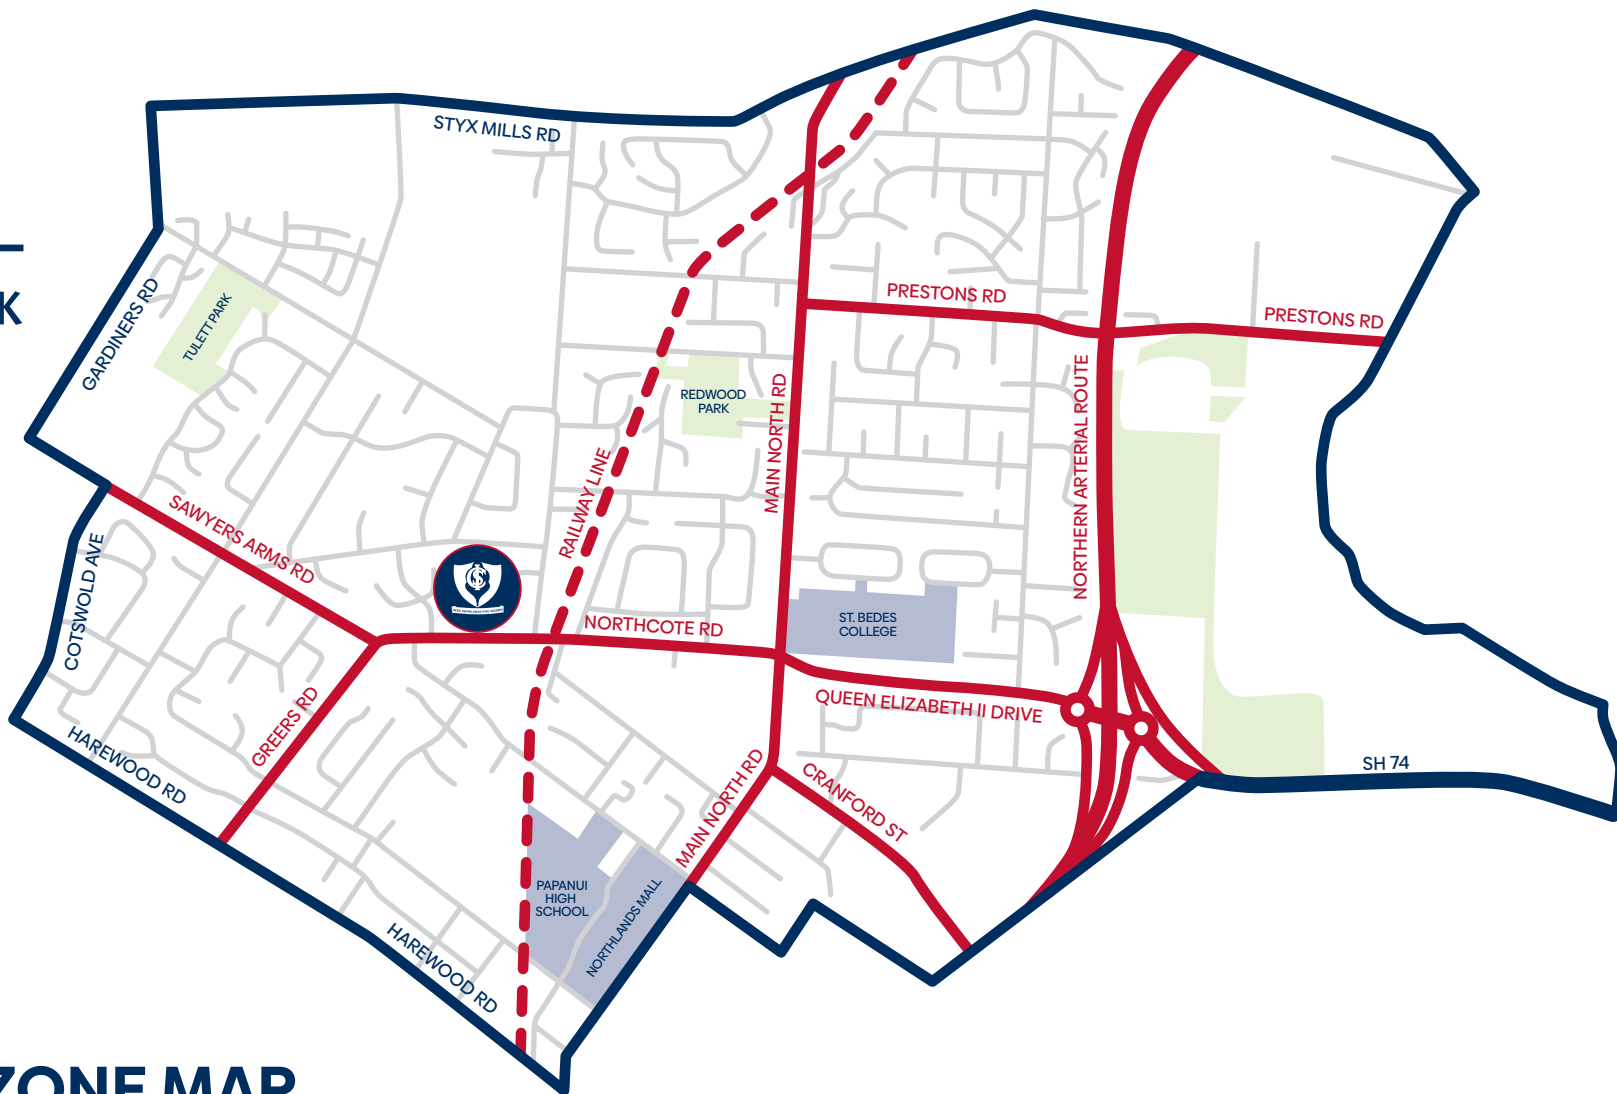 STYX MILLS RD
K
GARDINERS RD
TULETT PARK
PRESTONS RD
PRESTONS RD
REDWOOD
PARK
MAIN NORTH RD
NORTHERN ARTERIAL ROUTE
RAILWAY LINE
SAWYERS ARMS RD
COTSWOLD AVE
NORTHCOTE RD
ST. BEDES
COLLEGE
QUEEN ELIZABETH II DRIVE
GREERS RD
HAREWOOD RD
SH 74
CRANFORD ST
MAIN NORTH RD
PAPANUI
HIGH
SCHOOL
NORTHLANDS MALL
HAREWOOD RD
ZONE MAP